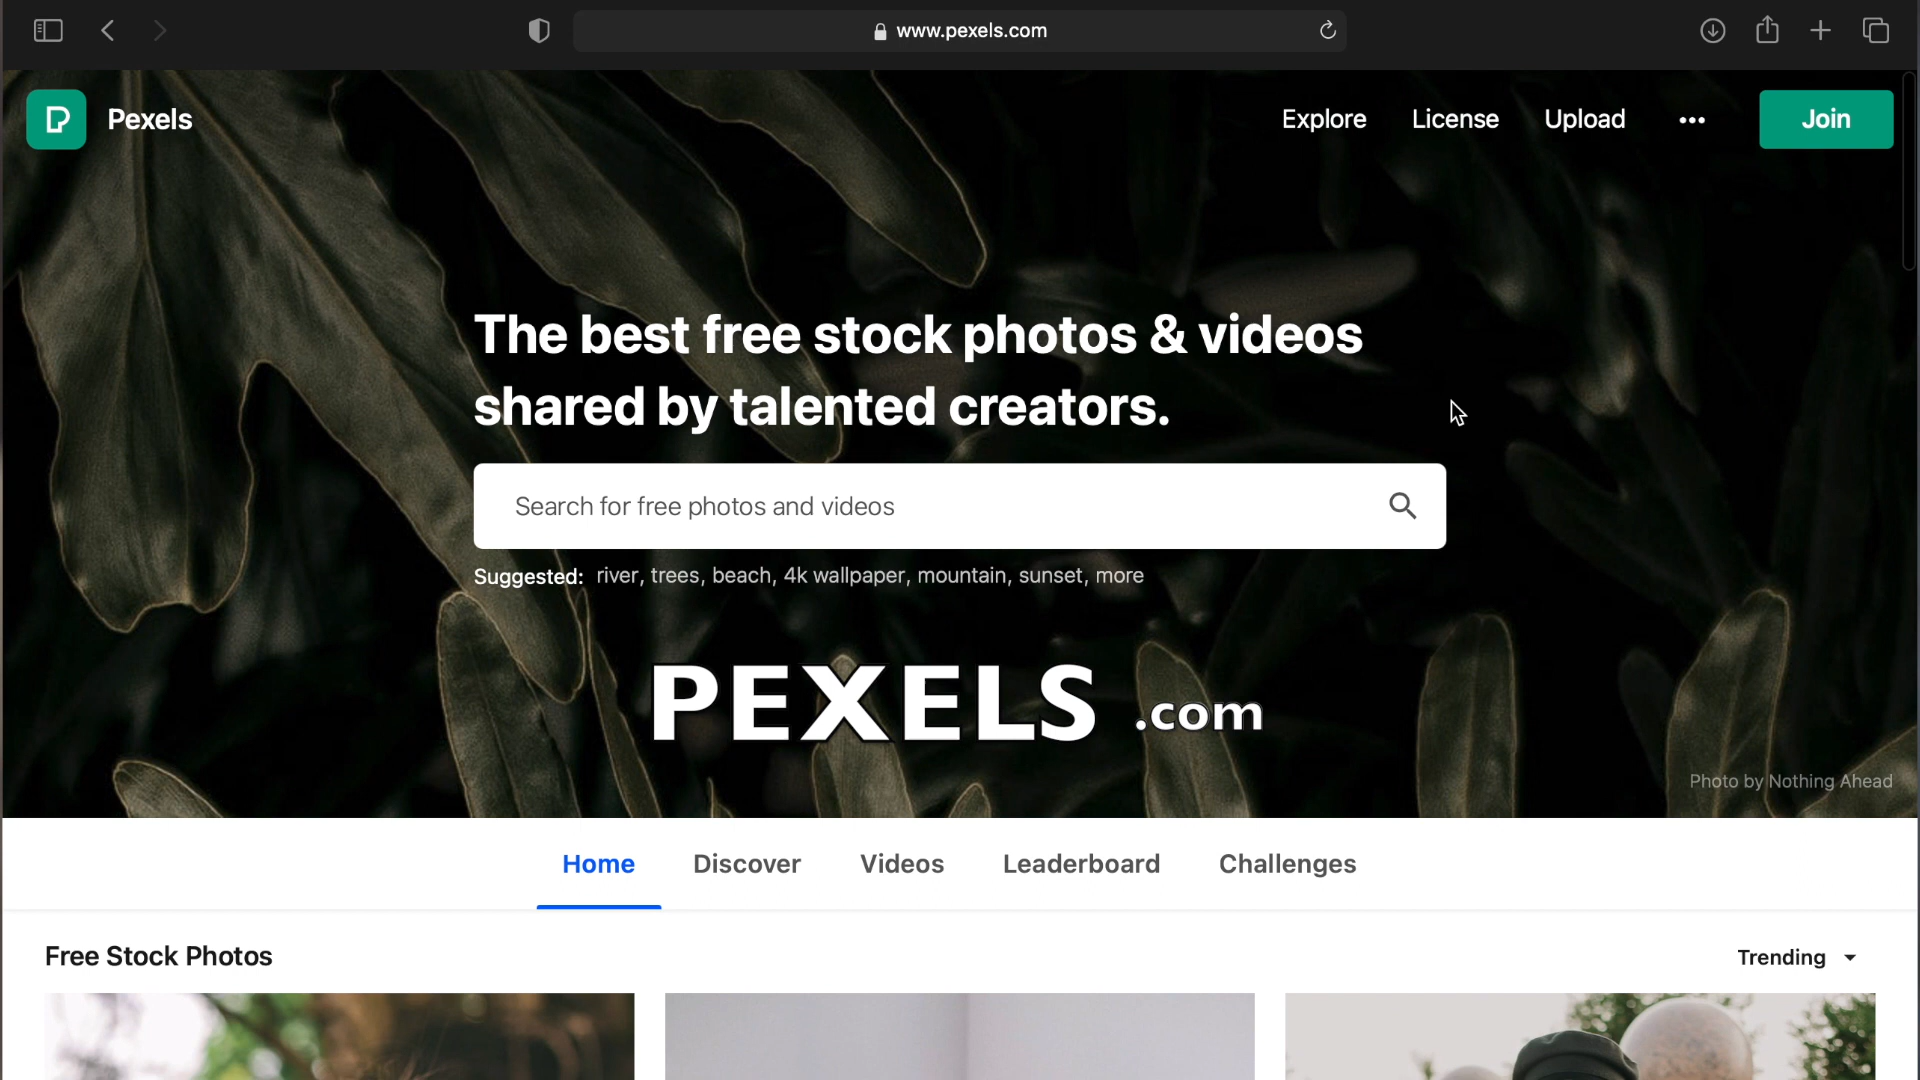 www.pexels.com
Pexels
Explore
License
Upload
Join
The best free stock photos & videos
shared by talented creators.
Search for free photos and videos
Suggested: river, trees, beach, 4k wallpaper, mountain, sunset, more
PEXELS .com
Photo by Nothing Ahead
Home
Discover
Videos
Leaderboard
Challenges
Free Stock Photos
Trending